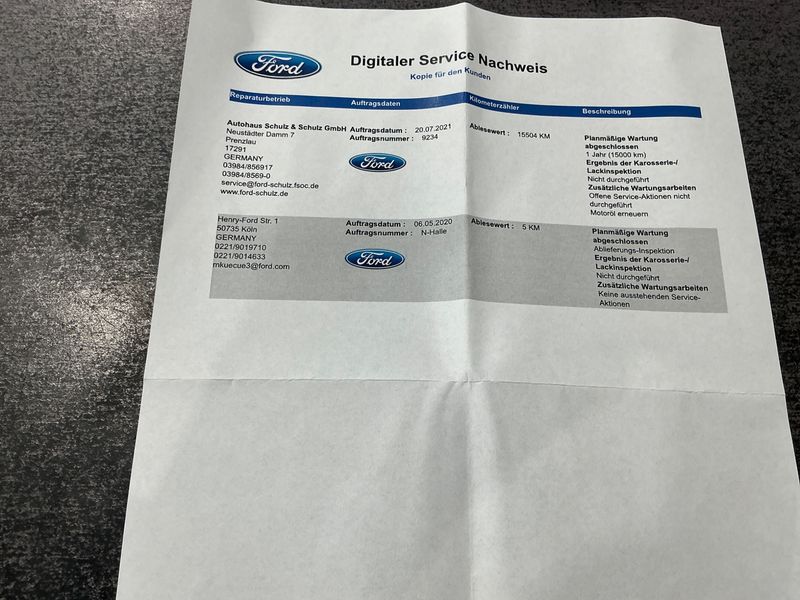 Ford
Digitaler Service Nachweis
Kopie für den Kunden
Reparaturbetrieb Auftragsdaten Kilometerzähler Beschreibung
Autohaus Schulz & Schulz GmbH
Neustädter Damm 7
Prenzlau
17291
GERMANY
03984/856917
03984/8569-0
service@ford-schulz.fsoc.de
www.ford-schulz.de
Auftragsdatum : 20.07.2021
Auftragsnummer : 9234
Ford
Ablesewert : 15504 KM
Planmäßige Wartung
abgeschlossen
1 Jahr (15000 km)
Ergebnis der Karosserie-/
Lackinspektion
Nicht durchgeführt
Zusätzliche Wartungsarbeiten
Offene Service-Aktionen nicht
durchgeführt
Motoröl erneuern
Henry-Ford Str. 1
50735 Köln
GERMANY
0221/9019710
0221/9014633
mkuecue3@ford.com
Auftragsdatum : 06.05.2020
Auftragsnummer : N-Halle
Ford
Ablesewert : 5 KM
Planmäßige Wartung
abgeschlossen
Ablieferungs-Inspektion
Ergebnis der Karosserie-/
Lackinspektion
Nicht durchgeführt
Zusätzliche Wartungsarbeiten
Keine ausstehenden Service-
Aktionen